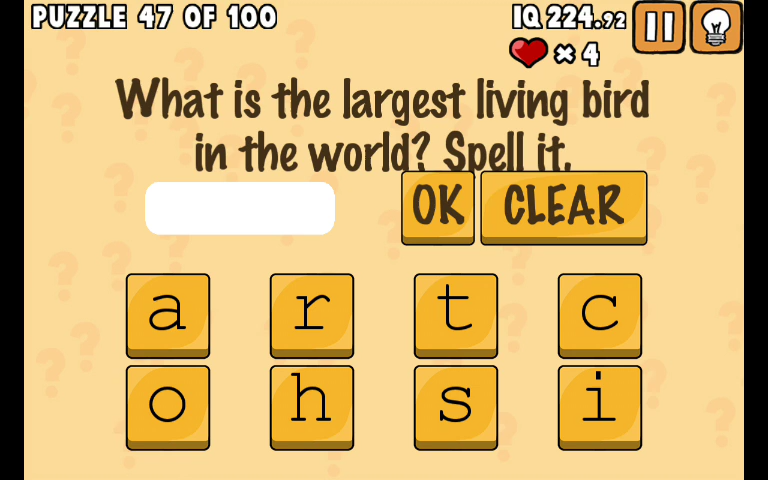 PUZZLE 47 OF 100
IQ 224.92
× 4
What is the largest living bird
in the world? Spell it.
OK CLEAR
a r t c
o h s i